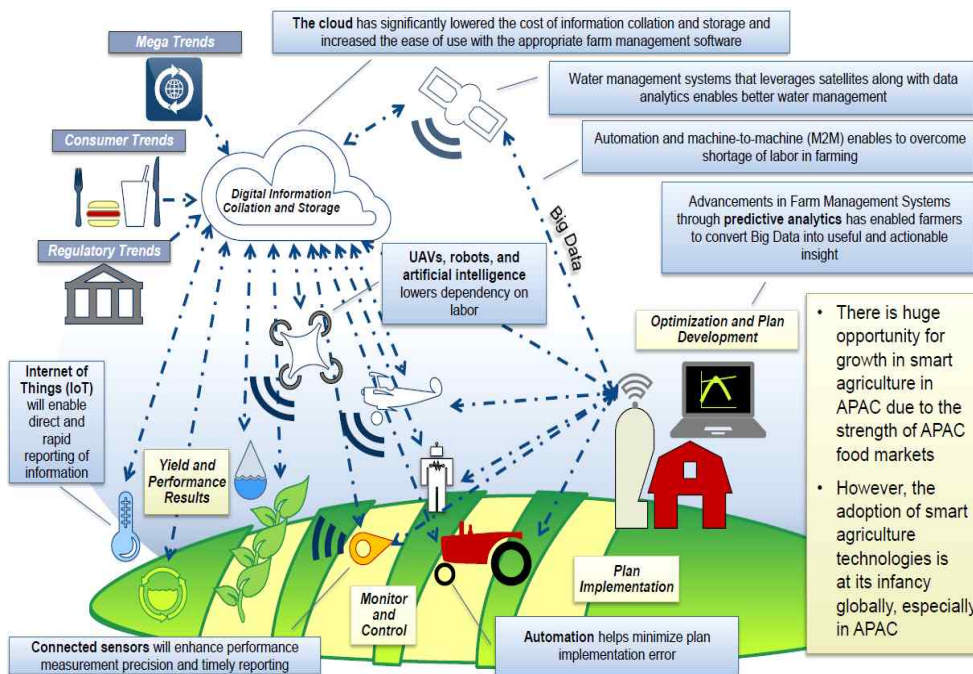 Mega Trends
The cloud has significantly lowered the cost of information collation and storage and
increased the ease of use with the appropriate farm management software
Water management systems that leverages satellites along with data
analytics enables better water management
Consumer Trends
Automation and machine-to-machine (M2M) enables to overcome
shortage of labor in farming
Digital Information
Collation and Storage
Big Data
Advancements in Farm Management Systems
through predictive analytics has enabled farmers
to convert Big Data into useful and actionable
insight
Regulatory Trends
UAVs, robots, and
artificial intelligence
lowers dependency on
labor
Optimization and Plan
Development
• There is huge
opportunity for
growth in smart
agriculture in
APAC due to the
strength of APAC
food markets
• However, the
adoption of smart
agriculture
technologies is
at its infancy
globally, especially
in APAC
Internet of
Things (IoT)
will enable
direct and
rapid
reporting of
information
Yield and
Performance
Results
Monitor
and
Control
Plan
Implementation
Connected sensors will enhance performance
measurement precision and timely reporting
Automation helps minimize plan
implementation error